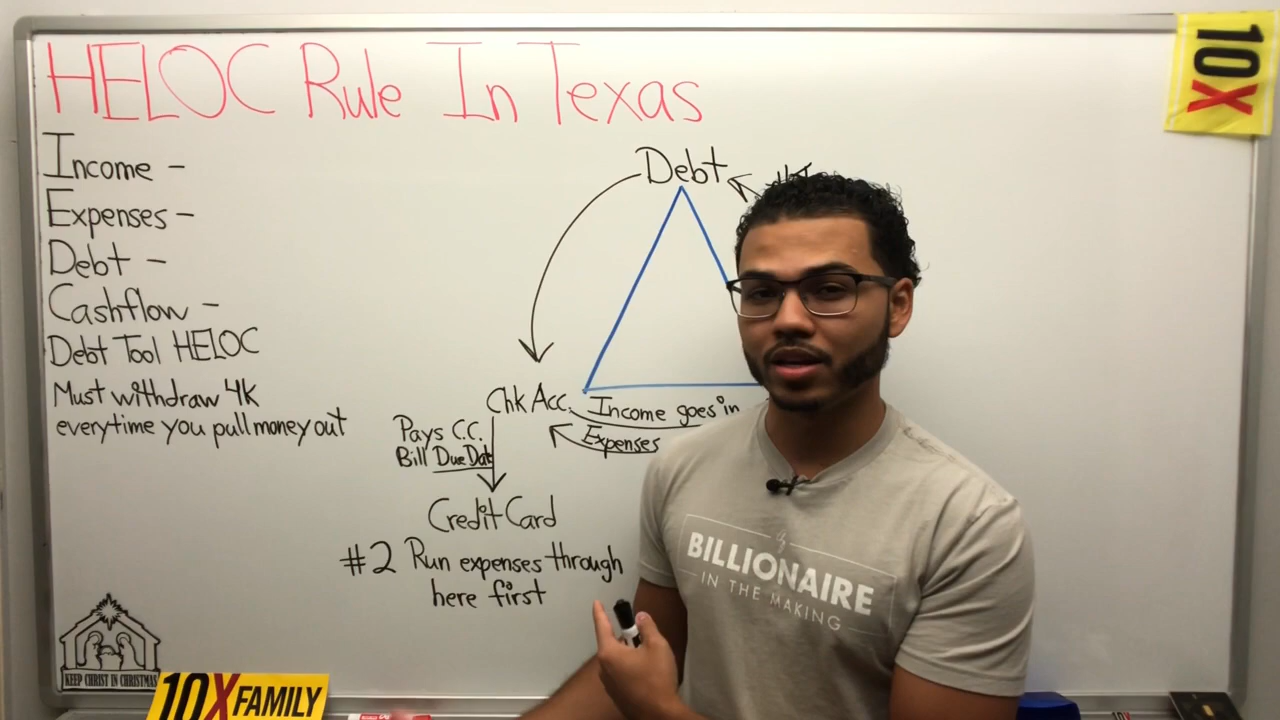 HELOC Rule In Texas
10X
Income -
Expenses -
Debt -
Cashflow -
Debt Tool HELOC
Must withdraw 4k
everytime you pull money out
Debt
Chk Acc.
Income goes in
Expenses
Pays C.C.
Bill Due Dat
Credit Card
#2 Run expenses through
here first
BILLIONAIRE
IN THE MAKING
KEEP CHRIST IN CHRISTMAS
10X FAMILY